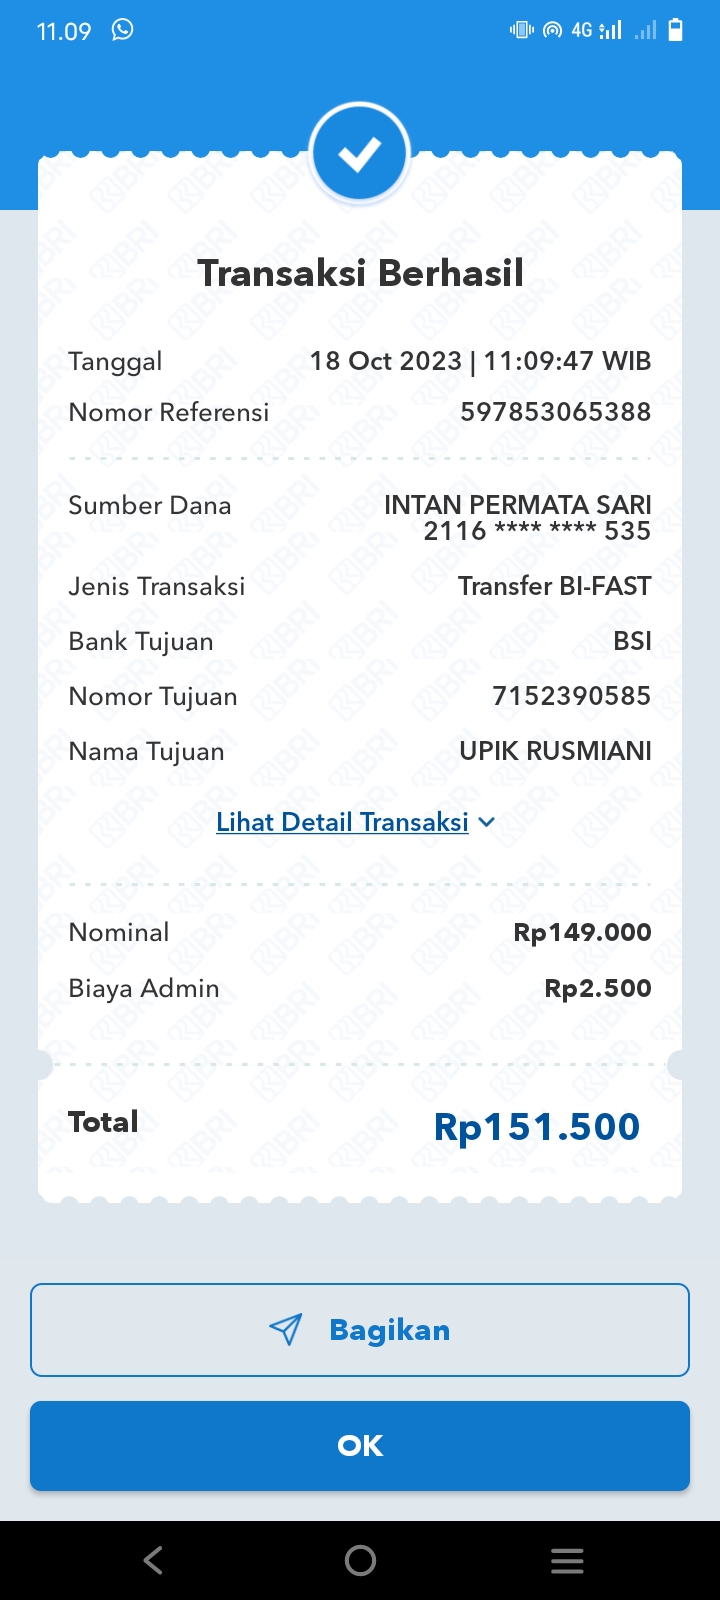 11.09
4G
Transaksi Berhasil
Tanggal 18 Oct 2023 | 11:09:47 WIB
Nomor Referensi 597853065388
Sumber Dana INTAN PERMATA SARI
2116 **** **** 535
Jenis Transaksi Transfer BI-FAST
Bank Tujuan BSI
Nomor Tujuan 7152390585
Nama Tujuan UPIK RUSMIANI
Lihat Detail Transaksi
Nominal Rp149.000
Biaya Admin Rp2.500
Total Rp151.500
Bagikan
OK